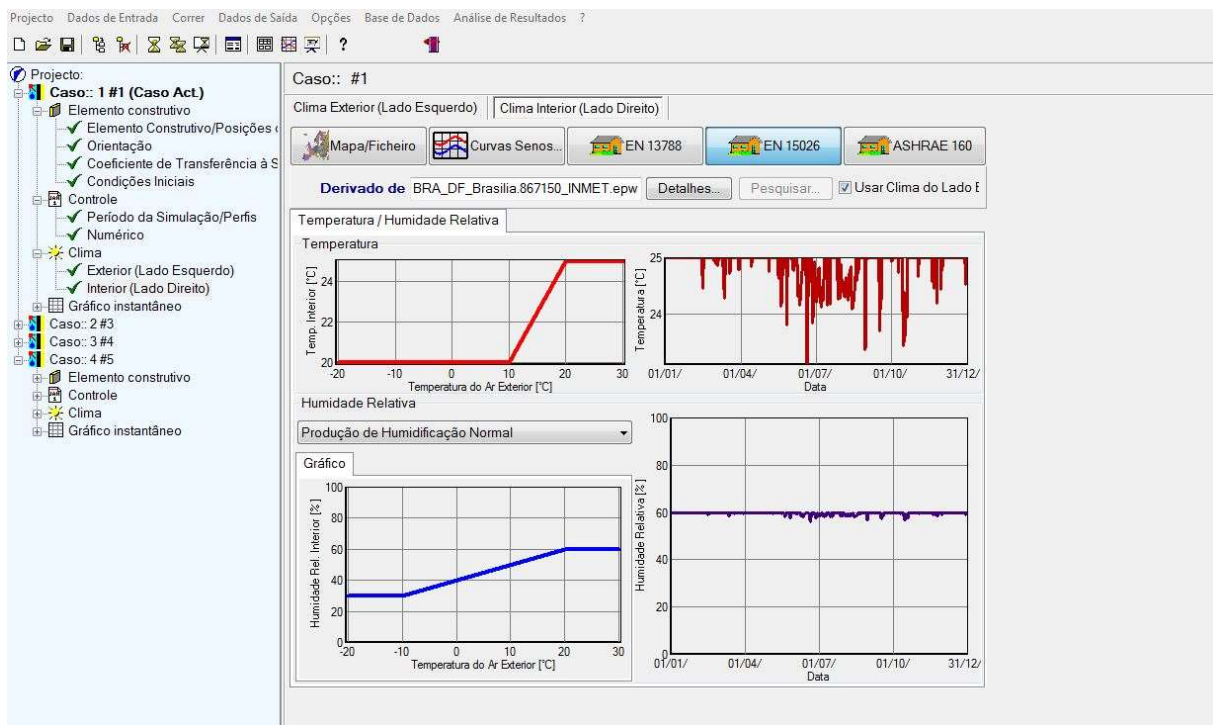 Projecto Dados de Entrada Correr Dados de Saída Opções Base de Dados Análise de Resultados ?
?
Projecto:
Caso:: 1 #1 (Caso Act.)
Elemento construtivo
Elemento Construtivo/Posições
Orientação
Coeficiente de Transferência à S
Condições Iniciais
Controle
Período da Simulação/Perfis
Numérico
Clima
Exterior (Lado Esquerdo)
Interior (Lado Direito)
Gráfico instantâneo
Caso:: 2 #3
Caso:: 3 #4
Caso:: 4 #5
Elemento construtivo
Controle
Clima
Gráfico instantâneo
Caso:: #1
Clima Exterior (Lado Esquerdo) Clima Interior (Lado Direito)
Mapa/Ficheiro Curvas Senos... EN 13788 EN 15026 ASHRAE 160
Derivado de BRA_DF_Brasilia.867150_INMET.epw Detalhes... Pesquisar... Usar Clima do Lado E
Temperatura / Humidade Relativa
Temperatura
Temp. Interior [°C]
24
22
20
-20 -10 0 10 20 30
Temperatura do Ar Exterior [°C]
Temperatura [°C]
25
24
01/01/ 01/04/ 01/07/ 01/10/ 31/12/
Data
Humidade Relativa
Produção de Humidificação Normal
Gráfico
Humidade Rel. Interior [%]
100
80
60
40
20
0
-20 -10 0 10 20 30
Temperatura do Ar Exterior [°C]
Humidade Relativa [%]
100
80
60
40
20
0
01/01/ 01/04/ 01/07/ 01/10/ 31/12/
Data